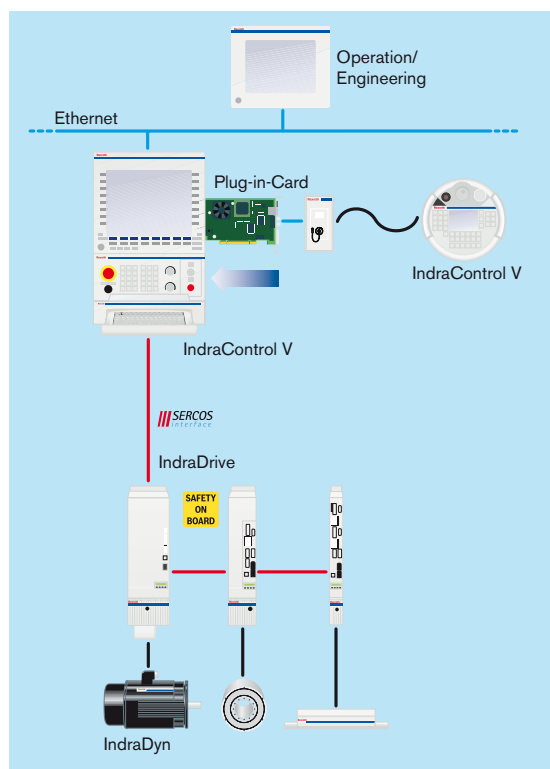 Operation/
Engineering
Ethernet
Plug-in-Card
IndraControl V
IndraControl V
SERCOS
interface
IndraDrive
SAFETY
ON
BOARD
IndraDyn